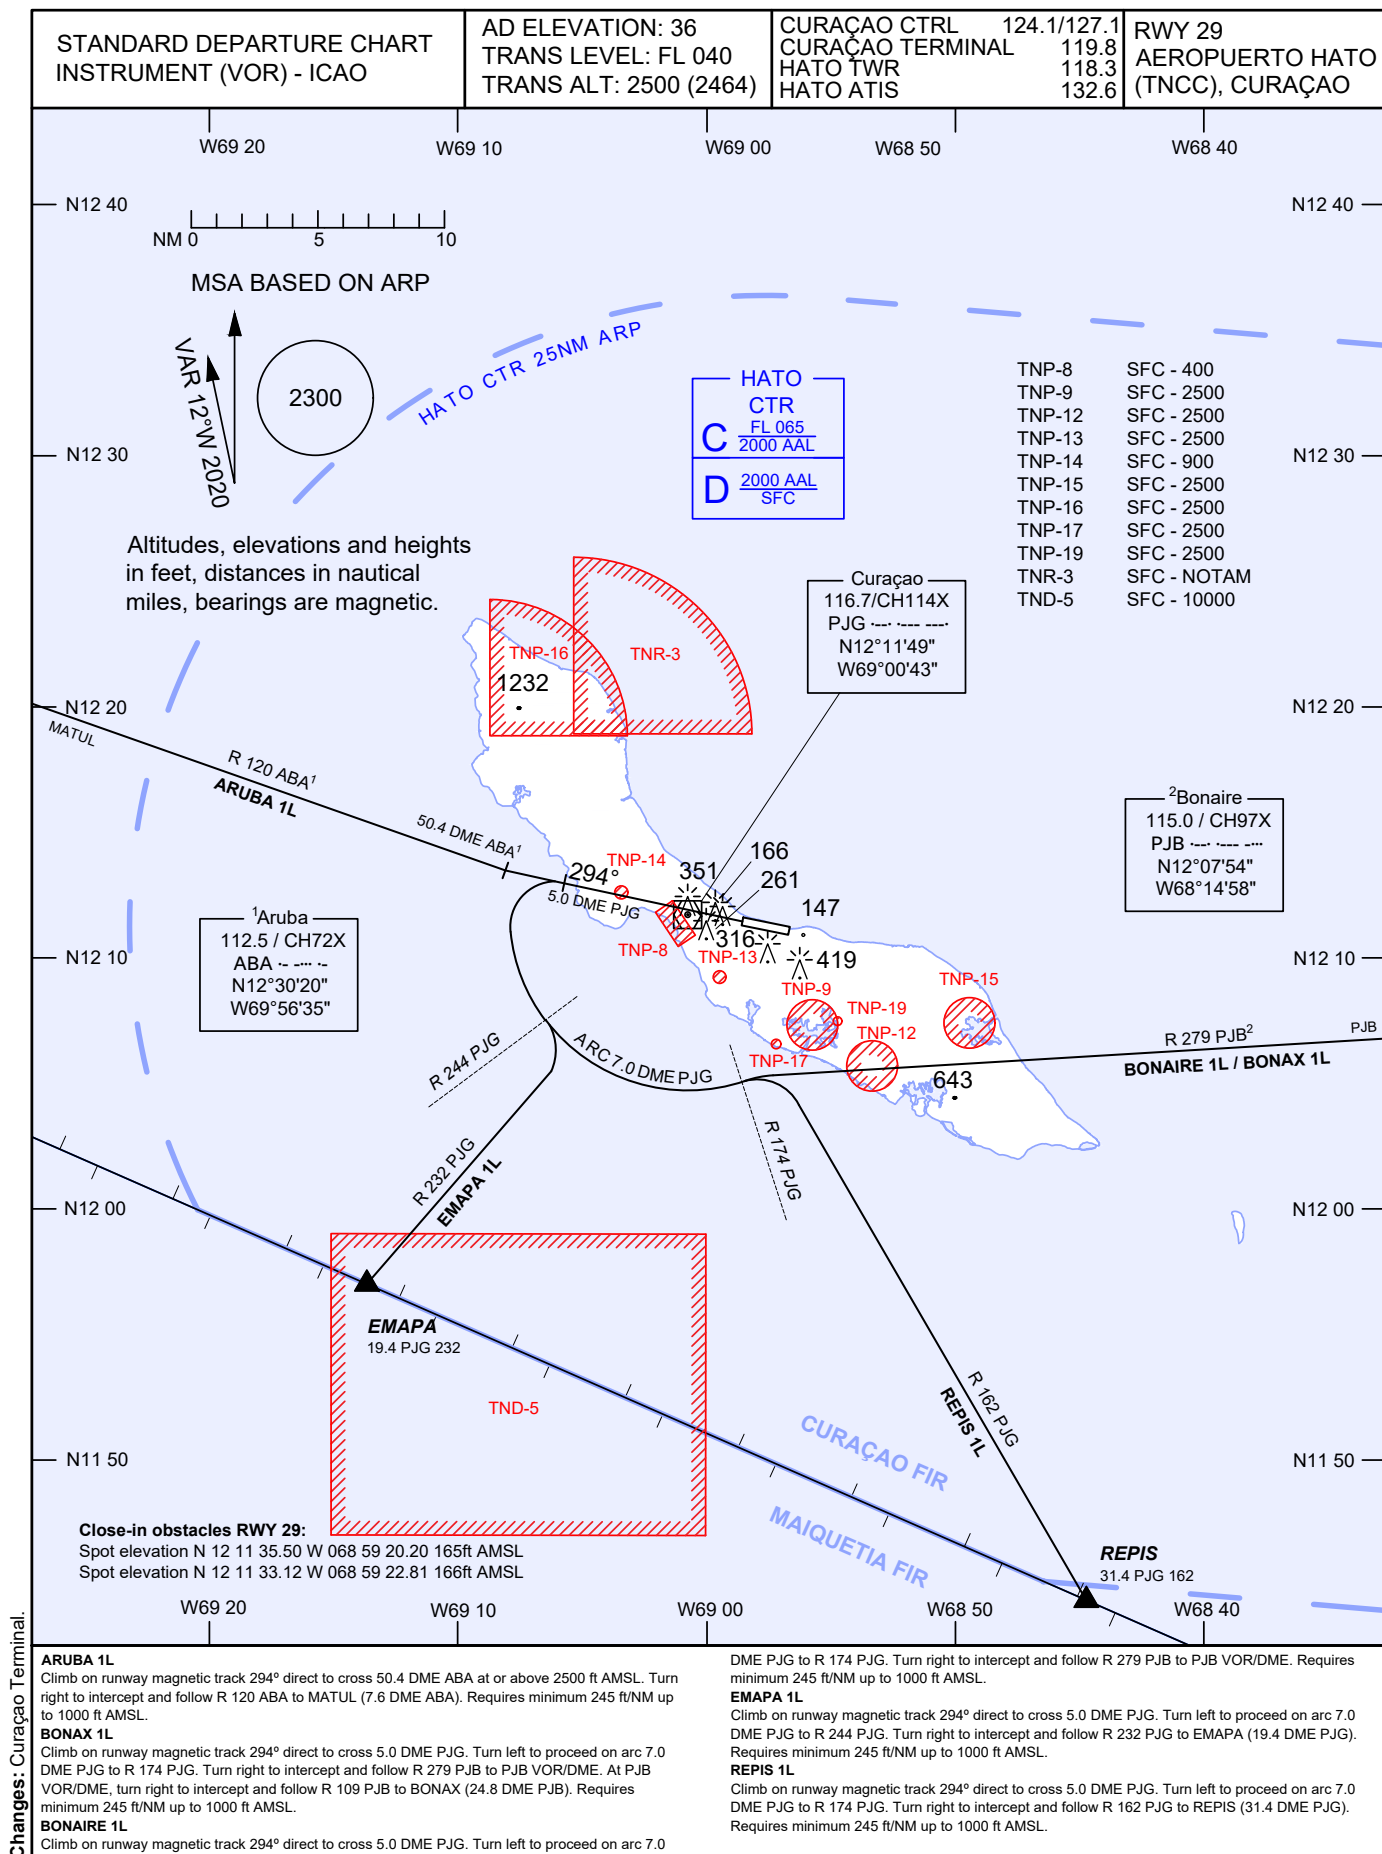 STANDARD DEPARTURE CHART
INSTRUMENT (VOR) - ICAO
AD ELEVATION: 36
TRANS LEVEL: FL 040
TRANS ALT: 2500 (2464)
CURAÇAO CTRL 124.1/127.1
CURAÇAO TERMINAL 119.8
HATO TWR 118.3
HATO ATIS 132.6
RWY 29
AEROPUERTO HATO
(TNCC), CURAÇAO
W69 20
W69 10
W69 00
W68 50
W68 40
N12 40
N12 40
NM 0 5 10
MSA BASED ON ARP
VAR 12°W 2020
2300
HATO CTR 25NM ARP
HATO
CTR
C FL 065
2000 AAL
D 2000 AAL
SFC
TNP-8 SFC - 400
TNP-9 SFC - 2500
TNP-12 SFC - 2500
TNP-13 SFC - 2500
TNP-14 SFC - 900
TNP-15 SFC - 2500
TNP-16 SFC - 2500
TNP-17 SFC - 2500
TNP-19 SFC - 2500
TNR-3 SFC - NOTAM
TND-5 SFC - 10000
N12 30
N12 30
Altitudes, elevations and heights
in feet, distances in nautical
miles, bearings are magnetic.
Curaçao
116.7/CH114X
PJG ·--· ·--- ---·
N12°11'49"
W69°00'43"
TNP-16
TNR-3
1232
N12 20
N12 20
MATUL
R 120 ABA¹
ARUBA 1L
50.4 DME ABA¹
294°
5.0 DME PJG
TNP-14
351
166
261
147
316
419
TNP-8
TNP-13
TNP-9
TNP-19
TNP-12
TNP-15
TNP-17
643
²Bonaire
115.0 / CH97X
PJB ·--· ·--- -···
N12°07'54"
W68°14'58"
¹Aruba
112.5 / CH72X
ABA ·- -··· ·-
N12°30'20"
W69°56'35"
N12 10
N12 10
R 244 PJG
ARC 7.0 DME PJG
R 174 PJG
R 279 PJB²
PJB
BONAIRE 1L / BONAX 1L
R 232 PJG
EMAPA 1L
N12 00
N12 00
EMAPA
19.4 PJG 232
TND-5
R 162 PJG
REPIS 1L
CURAÇAO FIR
MAIQUETIA FIR
N11 50
N11 50
Close-in obstacles RWY 29:
Spot elevation N 12 11 35.50 W 068 59 20.20 165ft AMSL
Spot elevation N 12 11 33.12 W 068 59 22.81 166ft AMSL
REPIS
31.4 PJG 162
W69 20
W69 10
W69 00
W68 50
W68 40
Changes: Curaçao Terminal.
ARUBA 1L
Climb on runway magnetic track 294º direct to cross 50.4 DME ABA at or above 2500 ft AMSL. Turn
right to intercept and follow R 120 ABA to MATUL (7.6 DME ABA). Requires minimum 245 ft/NM up
to 1000 ft AMSL.
BONAX 1L
Climb on runway magnetic track 294º direct to cross 5.0 DME PJG. Turn left to proceed on arc 7.0
DME PJG to R 174 PJG. Turn right to intercept and follow R 279 PJB to PJB VOR/DME. At PJB
VOR/DME, turn right to intercept and follow R 109 PJB to BONAX (24.8 DME PJB). Requires
minimum 245 ft/NM up to 1000 ft AMSL.
BONAIRE 1L
Climb on runway magnetic track 294º direct to cross 5.0 DME PJG. Turn left to proceed on arc 7.0
DME PJG to R 174 PJG. Turn right to intercept and follow R 279 PJB to PJB VOR/DME. Requires
minimum 245 ft/NM up to 1000 ft AMSL.
EMAPA 1L
Climb on runway magnetic track 294º direct to cross 5.0 DME PJG. Turn left to proceed on arc 7.0
DME PJG to R 244 PJG. Turn right to intercept and follow R 232 PJG to EMAPA (19.4 DME PJG).
Requires minimum 245 ft/NM up to 1000 ft AMSL.
REPIS 1L
Climb on runway magnetic track 294º direct to cross 5.0 DME PJG. Turn left to proceed on arc 7.0
DME PJG to R 174 PJG. Turn right to intercept and follow R 162 PJG to REPIS (31.4 DME PJG).
Requires minimum 245 ft/NM up to 1000 ft AMSL.